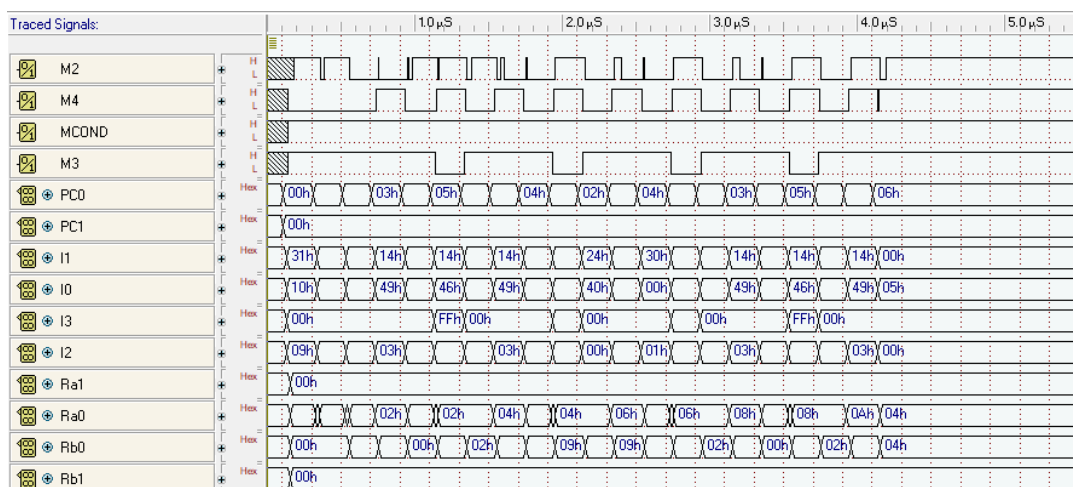 Traced Signals: 1.0µS 2.0µS 3.0µS 4.0µS 5.0µS
M2 H L
M4 H L
MCOND H L
M3 H L
PC0 Hex 00h 03h 05h 04h 02h 04h 03h 05h 06h
PC1 Hex 00h
I1 Hex 31h 14h 14h 14h 24h 30h 14h 14h 14h 00h
I0 Hex 10h 49h 46h 49h 40h 00h 49h 46h 49h 05h
I3 Hex 00h FFh 00h 00h 00h FFh 00h
I2 Hex 09h 03h 03h 00h 01h 03h 03h 00h
Ra1 Hex 00h
Ra0 Hex 02h 02h 04h 04h 06h 06h 08h 08h 0Ah 04h
Rb0 Hex 00h 00h 02h 09h 09h 02h 00h 02h 04h
Rb1 Hex 00h